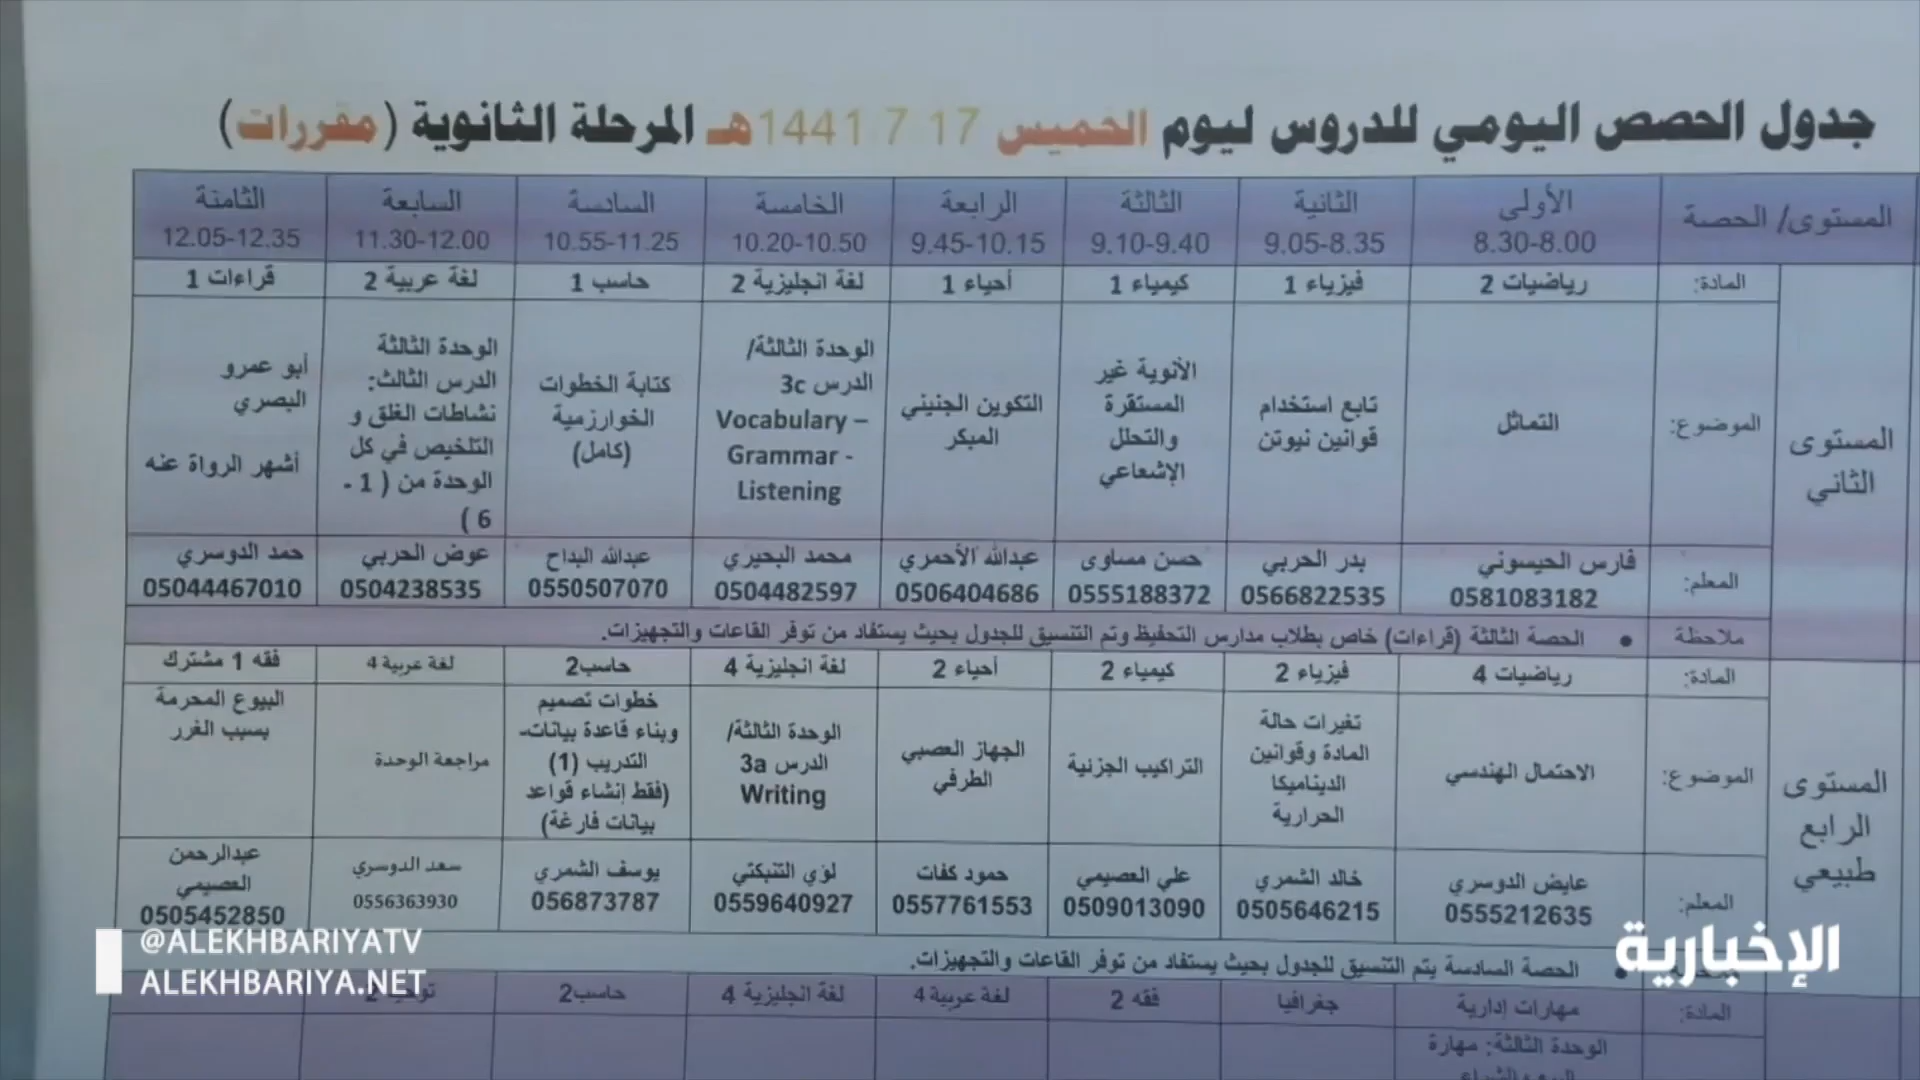 جدول الحصص اليومي للدروس ليوم الخميس 17 7 1441هـ المرحلة الثانوية (مقررات)
المستوى/ الحصة
الأولى
8.30-8.00
الثانية
9.05-8.35
الثالثة
9.10-9.40
الرابعة
9.45-10.15
الخامسة
10.20-10.50
السادسة
10.55-11.25
السابعة
11.30-12.00
الثامنة
12.05-12.35
المستوى
الثاني
المادة:
رياضيات 2
فيزياء 1
كيمياء 1
أحياء 1
لغة انجليزية 2
حاسب 1
لغة عربية 2
قراءات 1
الموضوع:
التماثل
تابع استخدام
قوانين نيوتن
الأنوية غير
المستقرة
والتحلل
الإشعاعي
التكوين الجنيني
المبكر
الوحدة الثالثة/
الدرس 3c
Vocabulary –
Grammar -
Listening
كتابة الخطوات
الخوارزمية
(كامل)
الوحدة الثالثة
الدرس الثالث:
نشاطات الغلق و
التلخيص في كل
الوحدة من ( 1 -
6 )
أبو عمرو
البصري
أشهر الرواة عنه
المعلم:
فارس الحيسوني
0581083182
بدر الحربي
0566822535
حسن مساوى
0555188372
عبدالله الأحمري
0506404686
محمد البحيري
0504482597
عبدالله البداح
0550507070
عوض الحربي
0504238535
حمد الدوسري
05044467010
ملاحظة
• الحصة الثالثة (قراءات) خاص بطلاب مدارس التحفيظ وتم التنسيق للجدول بحيث يستفاد من توفر القاعات والتجهيزات.
المستوى
الرابع
طبيعي
المادة:
رياضيات 4
فيزياء 2
كيمياء 2
أحياء 2
لغة انجليزية 4
حاسب2
لغة عربية 4
فقه 1 مشترك
الموضوع:
الاحتمال الهندسي
تغيرات حالة
المادة وقوانين
الديناميكا
الحرارية
التراكيب الجزئية
الجهاز العصبي
الطرفي
الوحدة الثالثة/
الدرس 3a
Writing
خطوات تصميم
وبناء قاعدة بيانات-
التدريب (1)
(فقط إنشاء قواعد
بيانات فارغة)
مراجعة الوحدة
البيوع المحرمة
بسبب الغرر
المعلم:
عايض الدوسري
0555212635
خالد الشمري
0505646215
علي العصيمي
0509013090
حمود كفات
0557761553
لؤي التنبكتي
0559640927
يوسف الشمري
056873787
سعد الدوسري
0556363930
عبدالرحمن
العصيمي
0505452850
• الحصة السادسة يتم التنسيق للجدول بحيث يستفاد من توفر القاعات والتجهيزات.
المادة:
مهارات إدارية
جغرافيا
فقه 2
لغة عربية 4
لغة انجليزية 4
حاسب2
الوحدة الثالثة: مهارة
@ALEKHBARIYATV
ALEKHBARIYA.NET
الإخبارية